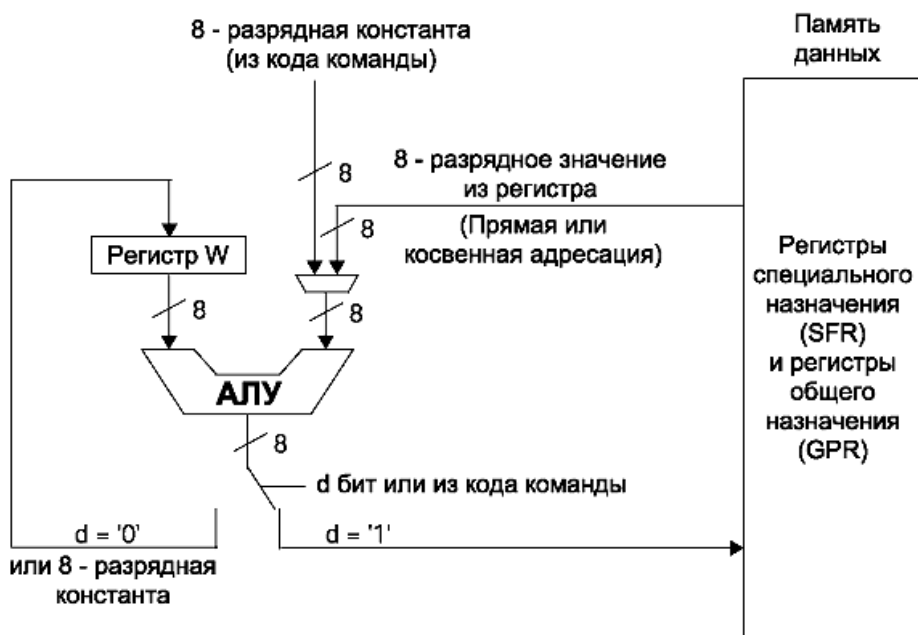 8 - разрядная константа
(из кода команды)
Память
данных
8
8 - разрядное значение
из регистра
8
(Прямая или
косвенная адресация)
Регистр W
8
8
АЛУ
8
d бит или из кода команды
d = '0'
или 8 - разрядная
константа
d = '1'
Регистры
специального
назначения
(SFR)
и регистры
общего
назначения
(GPR)